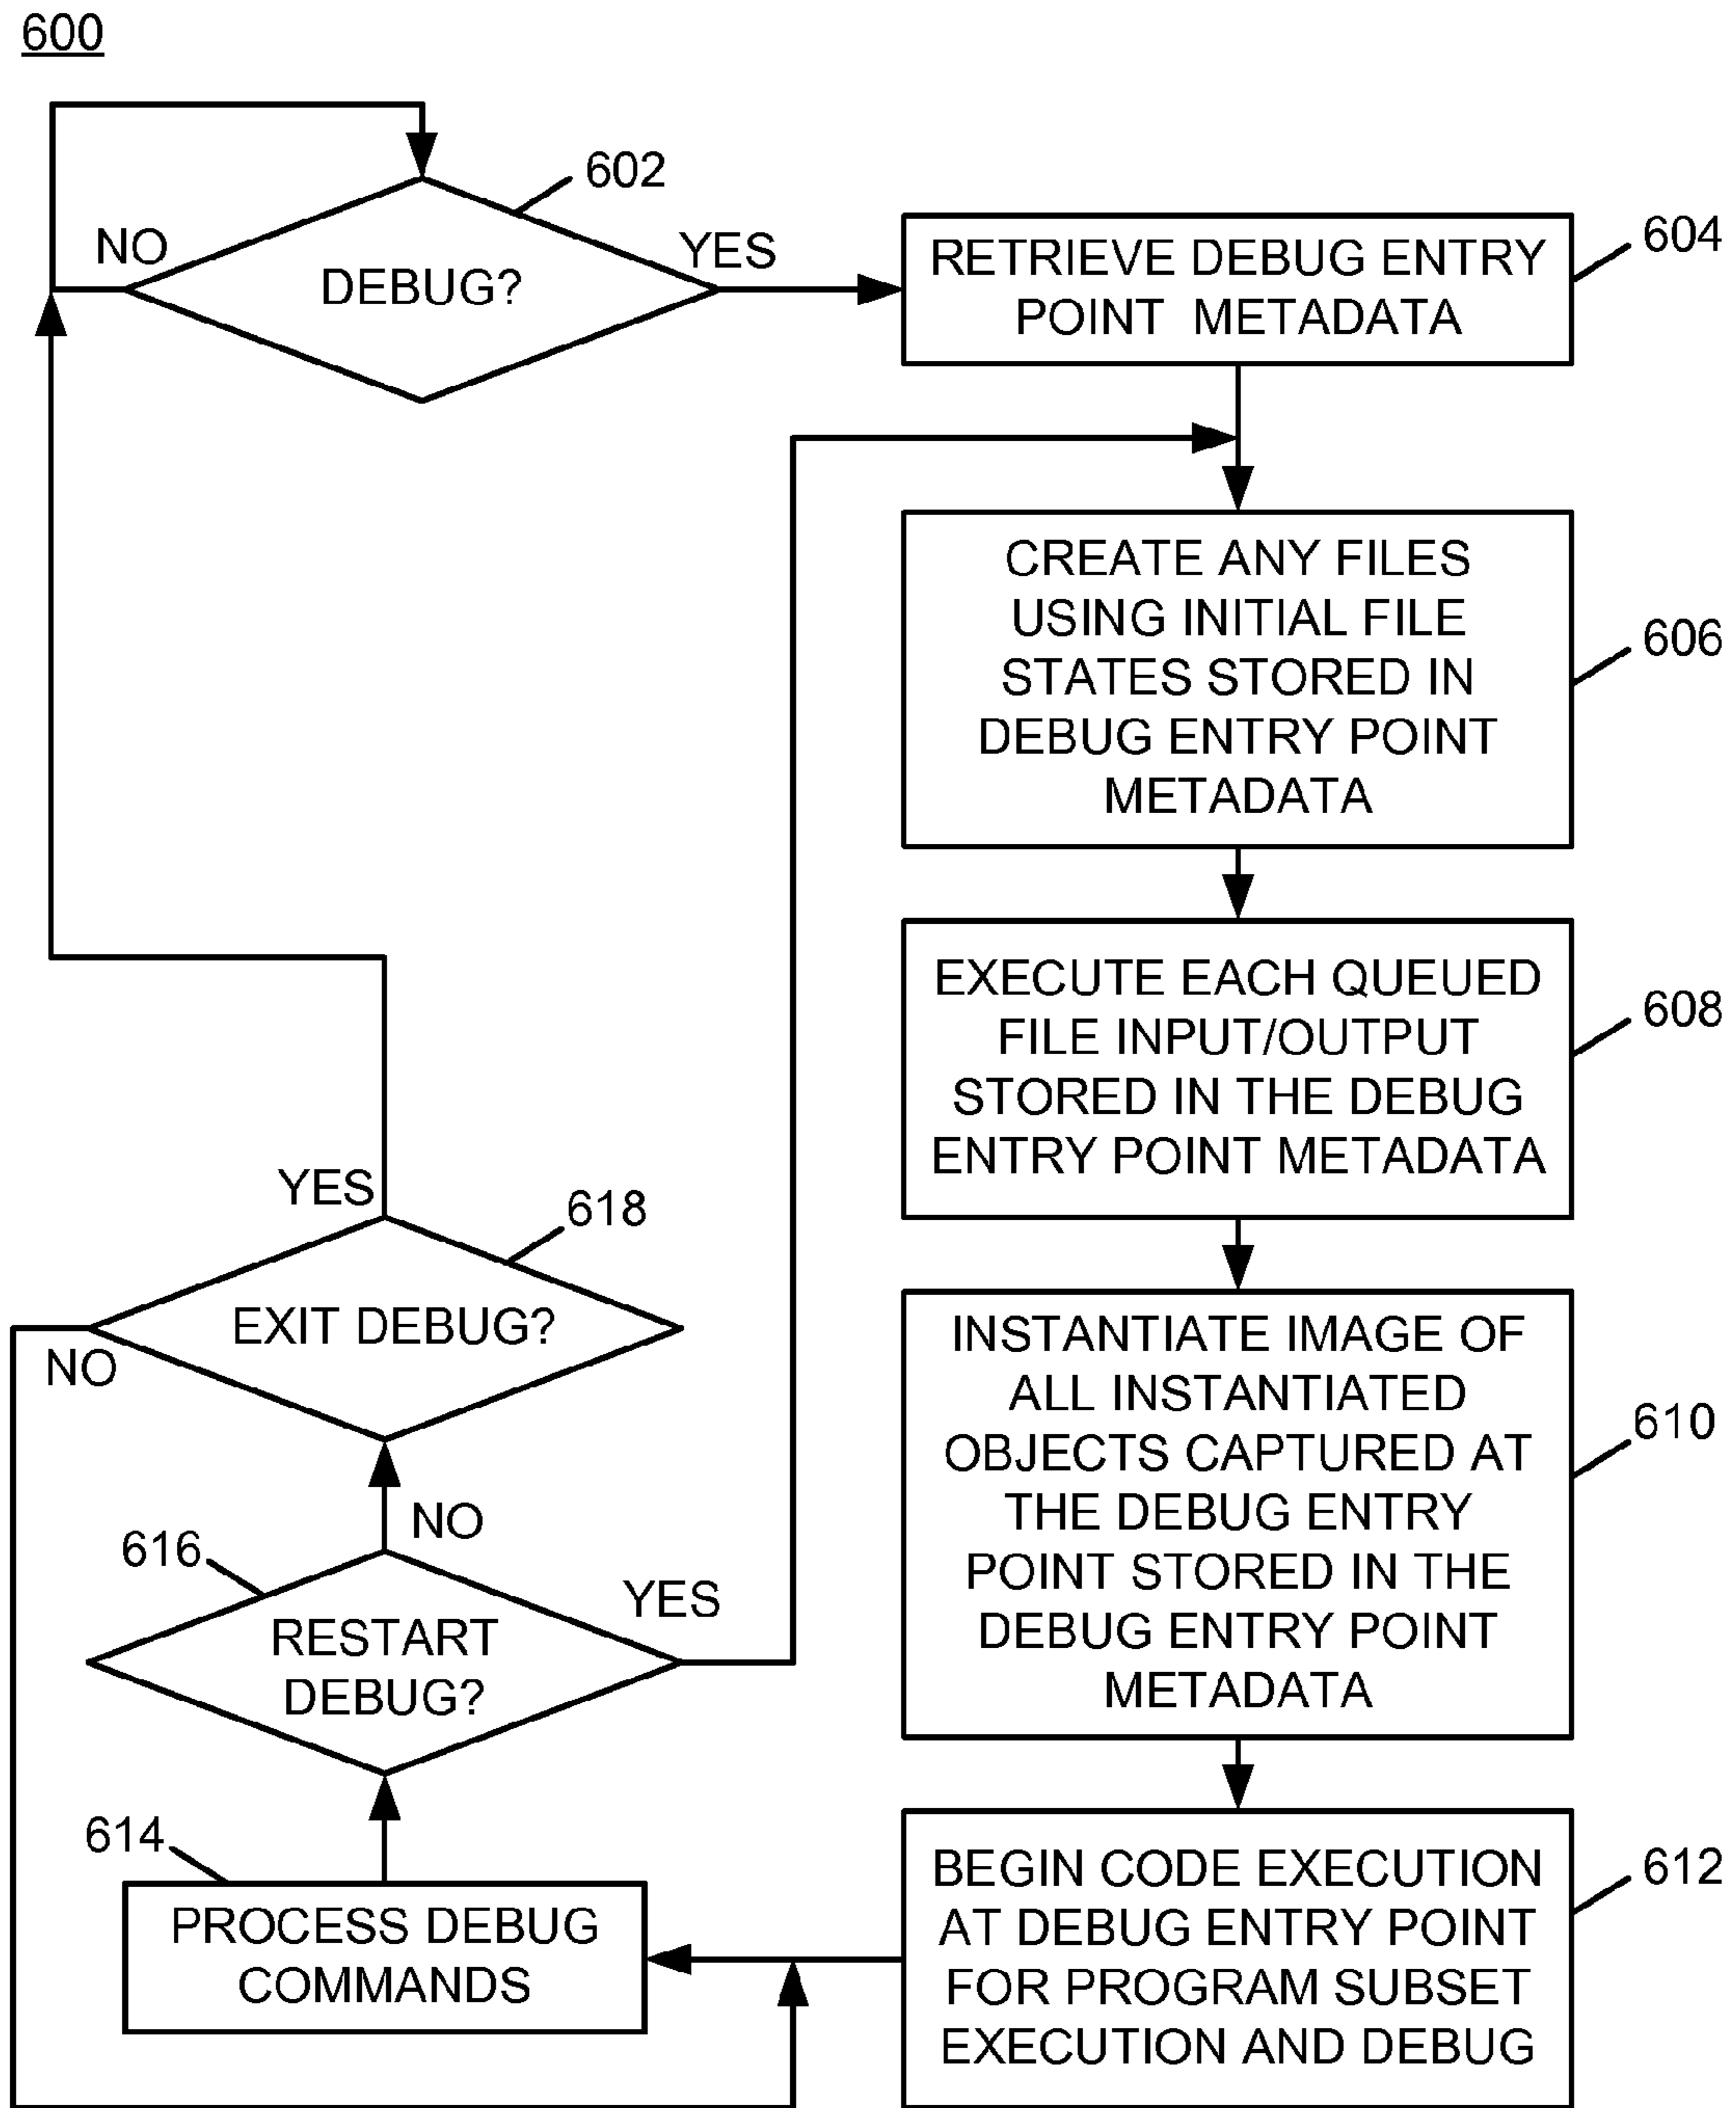 600
602
NO
YES
DEBUG?
604
RETRIEVE DEBUG ENTRY
POINT METADATA
606
CREATE ANY FILES
USING INITIAL FILE
STATES STORED IN
DEBUG ENTRY POINT
METADATA
608
EXECUTE EACH QUEUED
FILE INPUT/OUTPUT
STORED IN THE DEBUG
ENTRY POINT METADATA
610
INSTANTIATE IMAGE OF
ALL INSTANTIATED
OBJECTS CAPTURED AT
THE DEBUG ENTRY
POINT STORED IN THE
DEBUG ENTRY POINT
METADATA
612
BEGIN CODE EXECUTION
AT DEBUG ENTRY POINT
FOR PROGRAM SUBSET
EXECUTION AND DEBUG
614
PROCESS DEBUG
COMMANDS
616
NO
YES
RESTART
DEBUG?
618
YES
EXIT DEBUG?
NO